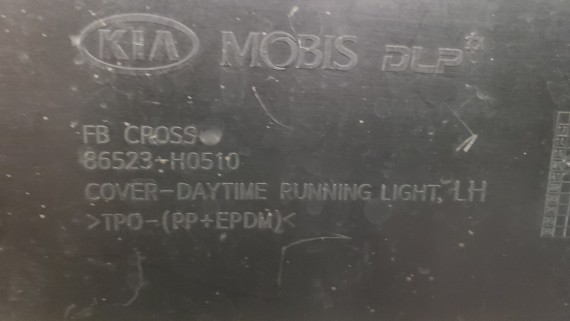 KIA MOBIS DLP
FB CROSS
86523-H0510
COVER-DAYTIME RUNNING LIGHT, LH
>TPO-(PP+EPDM)<